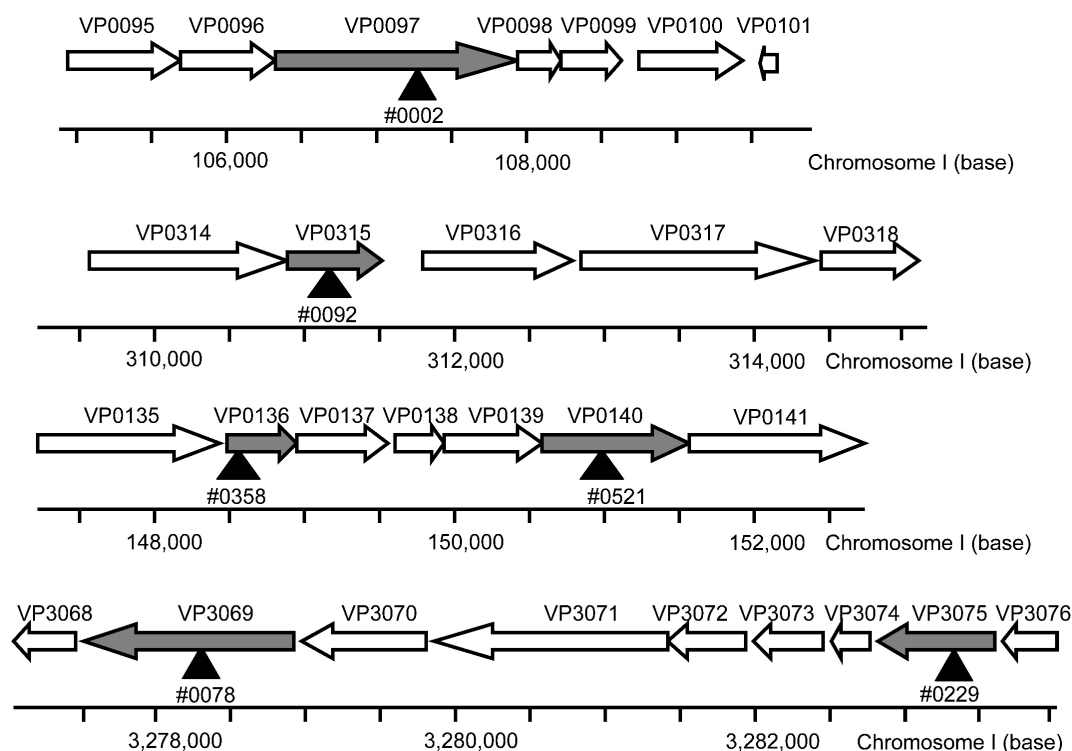 VP0095 VP0096 VP0097 VP0098 VP0099 VP0100 VP0101
#0002
106,000 108,000 Chromosome I (base)
VP0314 VP0315 VP0316 VP0317 VP0318
#0092
310,000 312,000 314,000 Chromosome I (base)
VP0135 VP0136 VP0137 VP0138 VP0139 VP0140 VP0141
#0358 #0521
148,000 150,000 152,000 Chromosome I (base)
VP3068 VP3069 VP3070 VP3071 VP3072 VP3073 VP3074 VP3075 VP3076
#0078 #0229
3,278,000 3,280,000 3,282,000 Chromosome I (base)